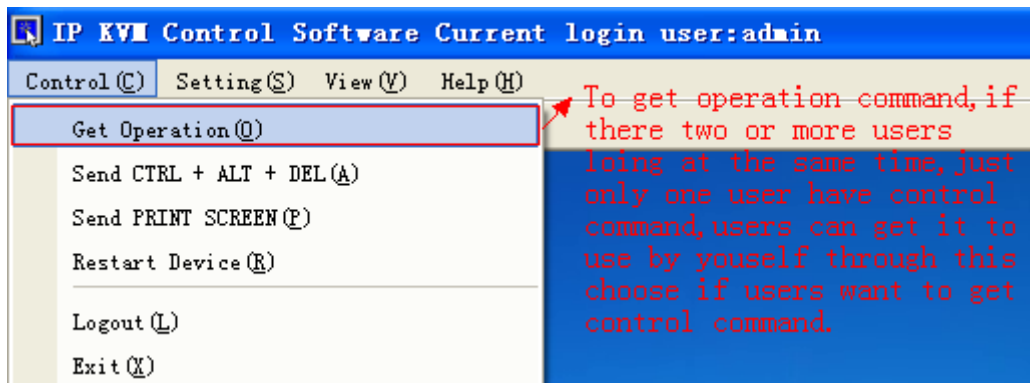 IP KVM Control Software Current login user:admin
Control(C) Setting(S) View(V) Help(H)
Get Operation(O)
Send CTRL + ALT + DEL(A)
Send PRINT SCREEN(P)
Restart Device(R)
Logout(L)
Exit(X)
To get operation command,if
there two or more users
loing at the same time,just
only one user have control
command,users can get it to
use by youself through this
choose if users want to get
control command.